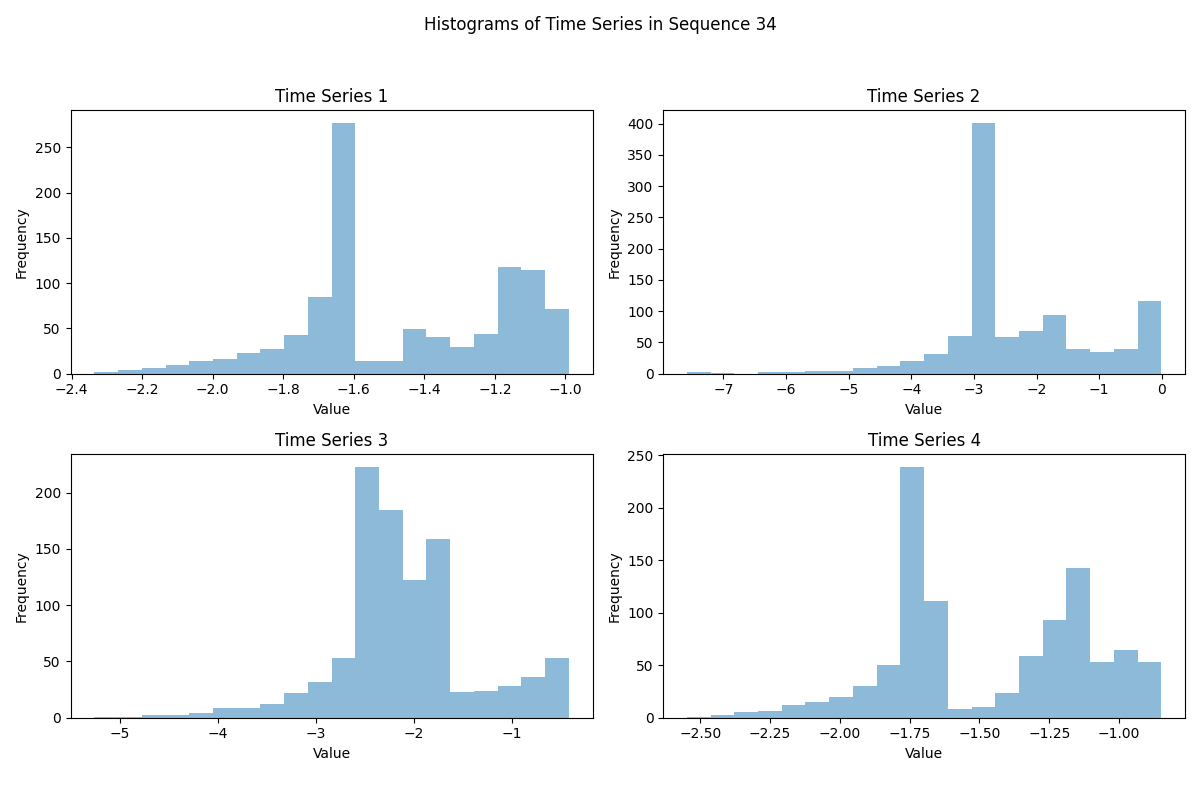 Histograms of Time Series in Sequence 34
Time Series 1
250
200
150
100
50
0
Frequency
−2.4 −2.2 −2.0 −1.8 −1.6 −1.4 −1.2 −1.0
Value
Time Series 2
400
350
300
250
200
150
100
50
0
Frequency
−7 −6 −5 −4 −3 −2 −1 0
Value
Time Series 3
200
150
100
50
0
Frequency
−5 −4 −3 −2 −1
Value
Time Series 4
250
200
150
100
50
0
Frequency
−2.50 −2.25 −2.00 −1.75 −1.50 −1.25 −1.00
Value